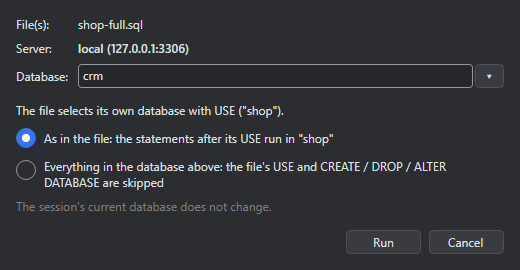 File(s): shop-full.sql
Server: local (127.0.0.1:3306)
Database: crm
The file selects its own database with USE ("shop").
As in the file: the statements after its USE run in "shop"
Everything in the database above: the file's USE and CREATE / DROP / ALTER
DATABASE are skipped
The session's current database does not change.
Run Cancel